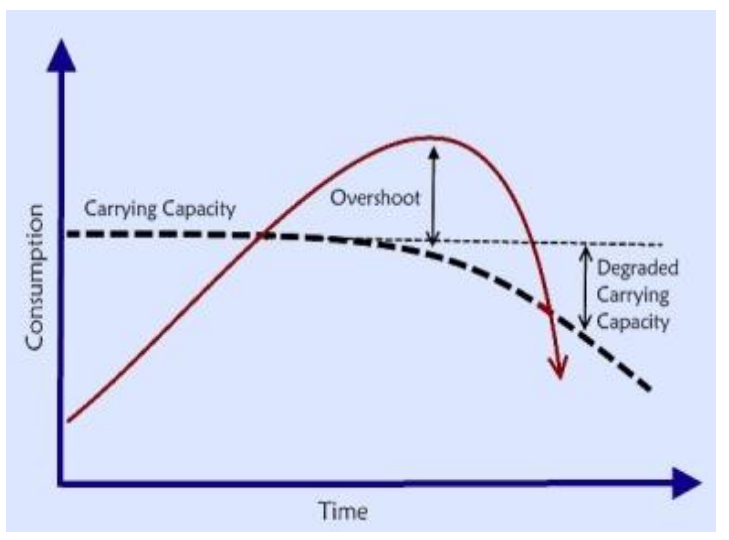 Carrying Capacity
Overshoot
Degraded
Carrying
Capacity
Consumption
Time